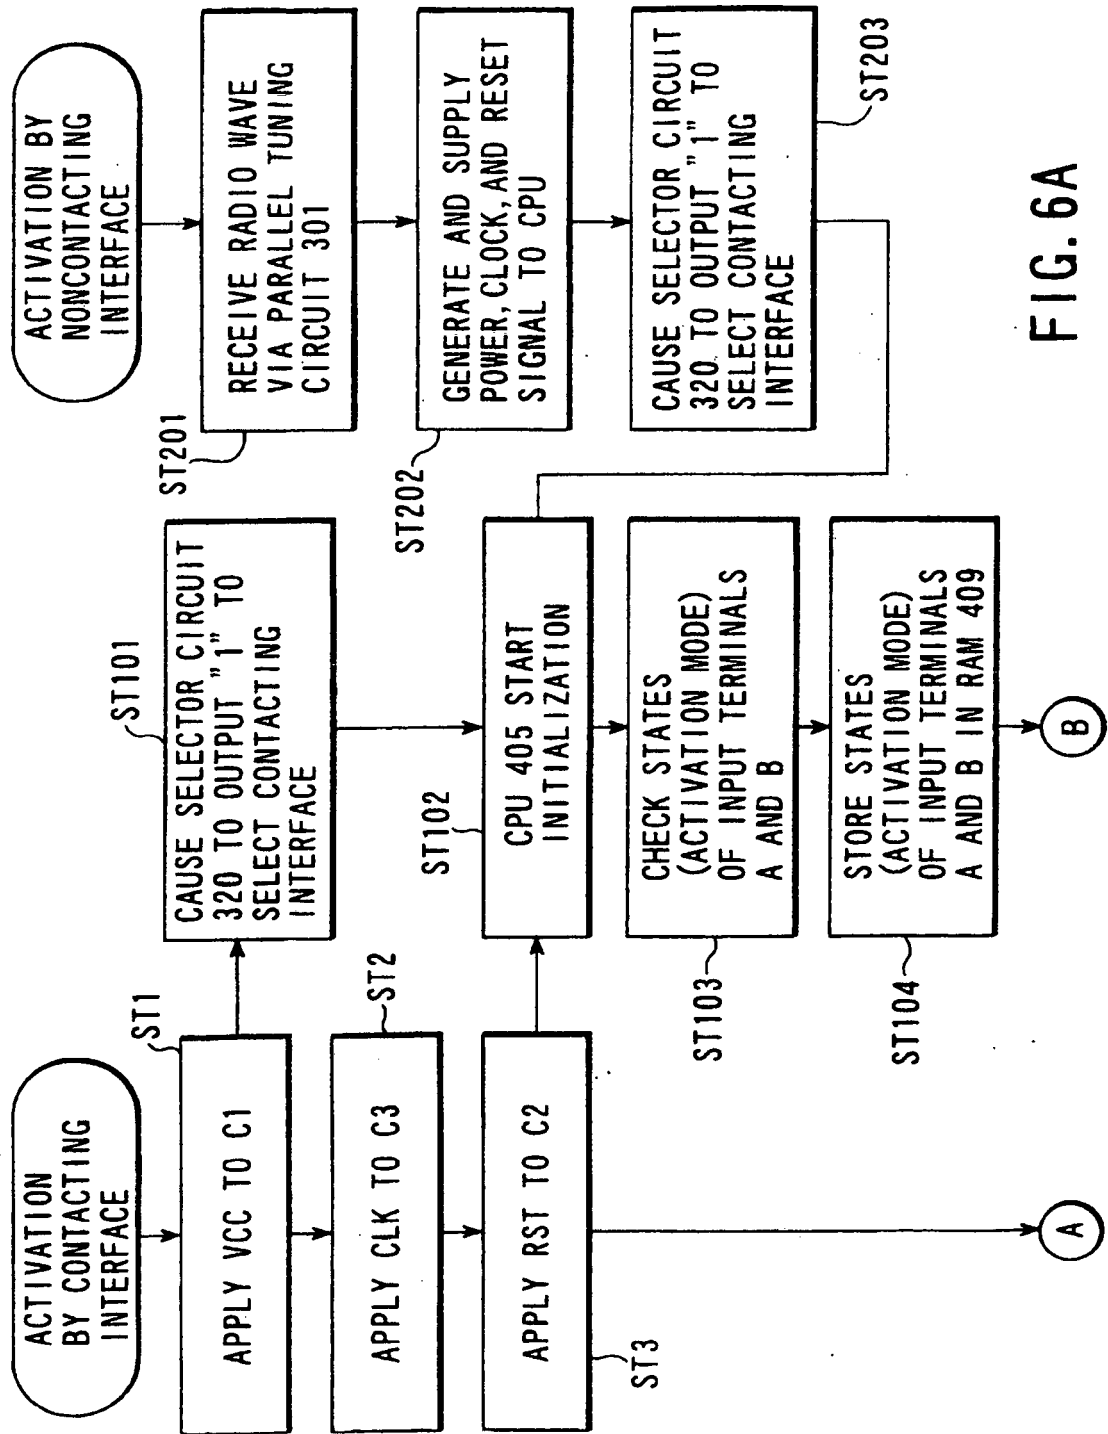 ACTIVATION
BY CONTACTING
INTERFACE
ST1
APPLY VCC TO C1
ST2
APPLY CLK TO C3
APPLY RST TO C2
ST3
A
ST101
CAUSE SELECTOR CIRCUIT
320 TO OUTPUT "1" TO
SELECT CONTACTING
INTERFACE
ST102
CPU 405 START
INITIALIZATION
CHECK STATES
(ACTIVATION MODE)
OF INPUT TERMINALS
A AND B
ST103
STORE STATES
(ACTIVATION MODE)
OF INPUT TERMINALS
A AND B IN RAM 409
ST104
B
ACTIVATION BY
NONCONTACTING
INTERFACE
ST201
RECEIVE RADIO WAVE
VIA PARALLEL TUNING
CIRCUIT 301
ST202
GENERATE AND SUPPLY
POWER, CLOCK, AND RESET
SIGNAL TO CPU
CAUSE SELECTOR CIRCUIT
320 TO OUTPUT "1" TO
SELECT CONTACTING
INTERFACE
ST203
FIG. 6A